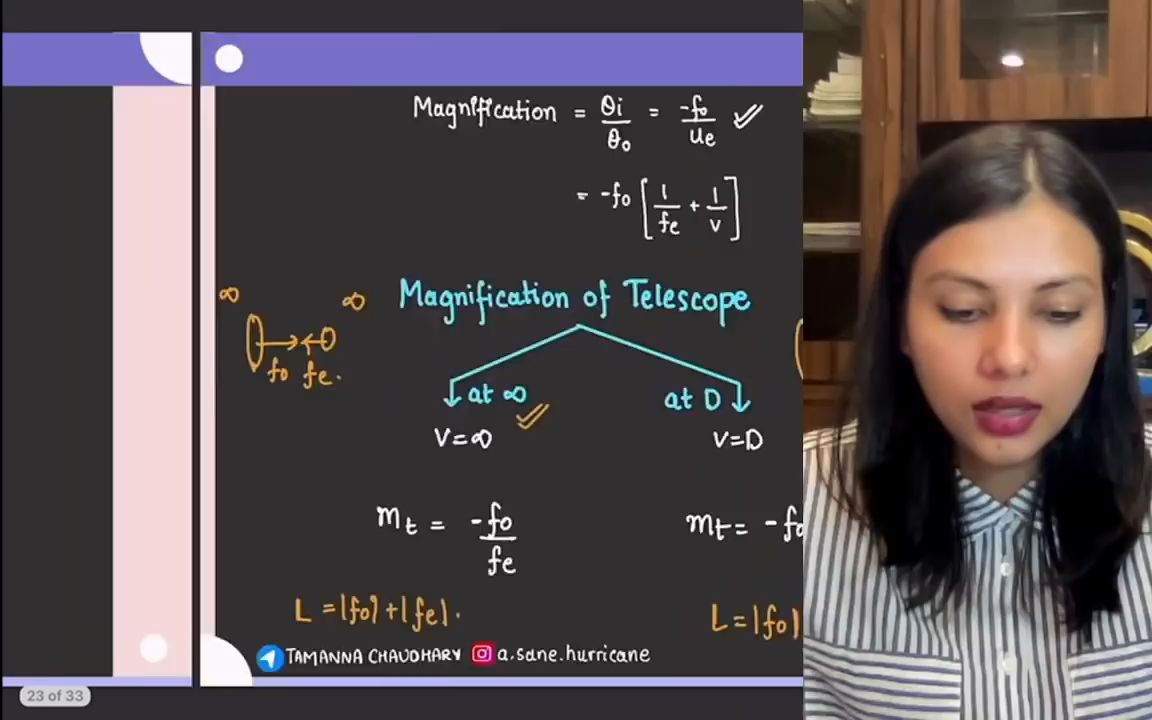 Magnification = θi/θo = -fo/ue
= -fo [1/fe + 1/v]
∞ ∞
Magnification of Telescope
fo fe.
at ∞ at D
V=∞ V=D
mt = -fo/fe mt = -fo
L = |fo| + |fe|. L = |fo|
TAMANNA CHAUDHARY a.sane.hurricane
23 of 33